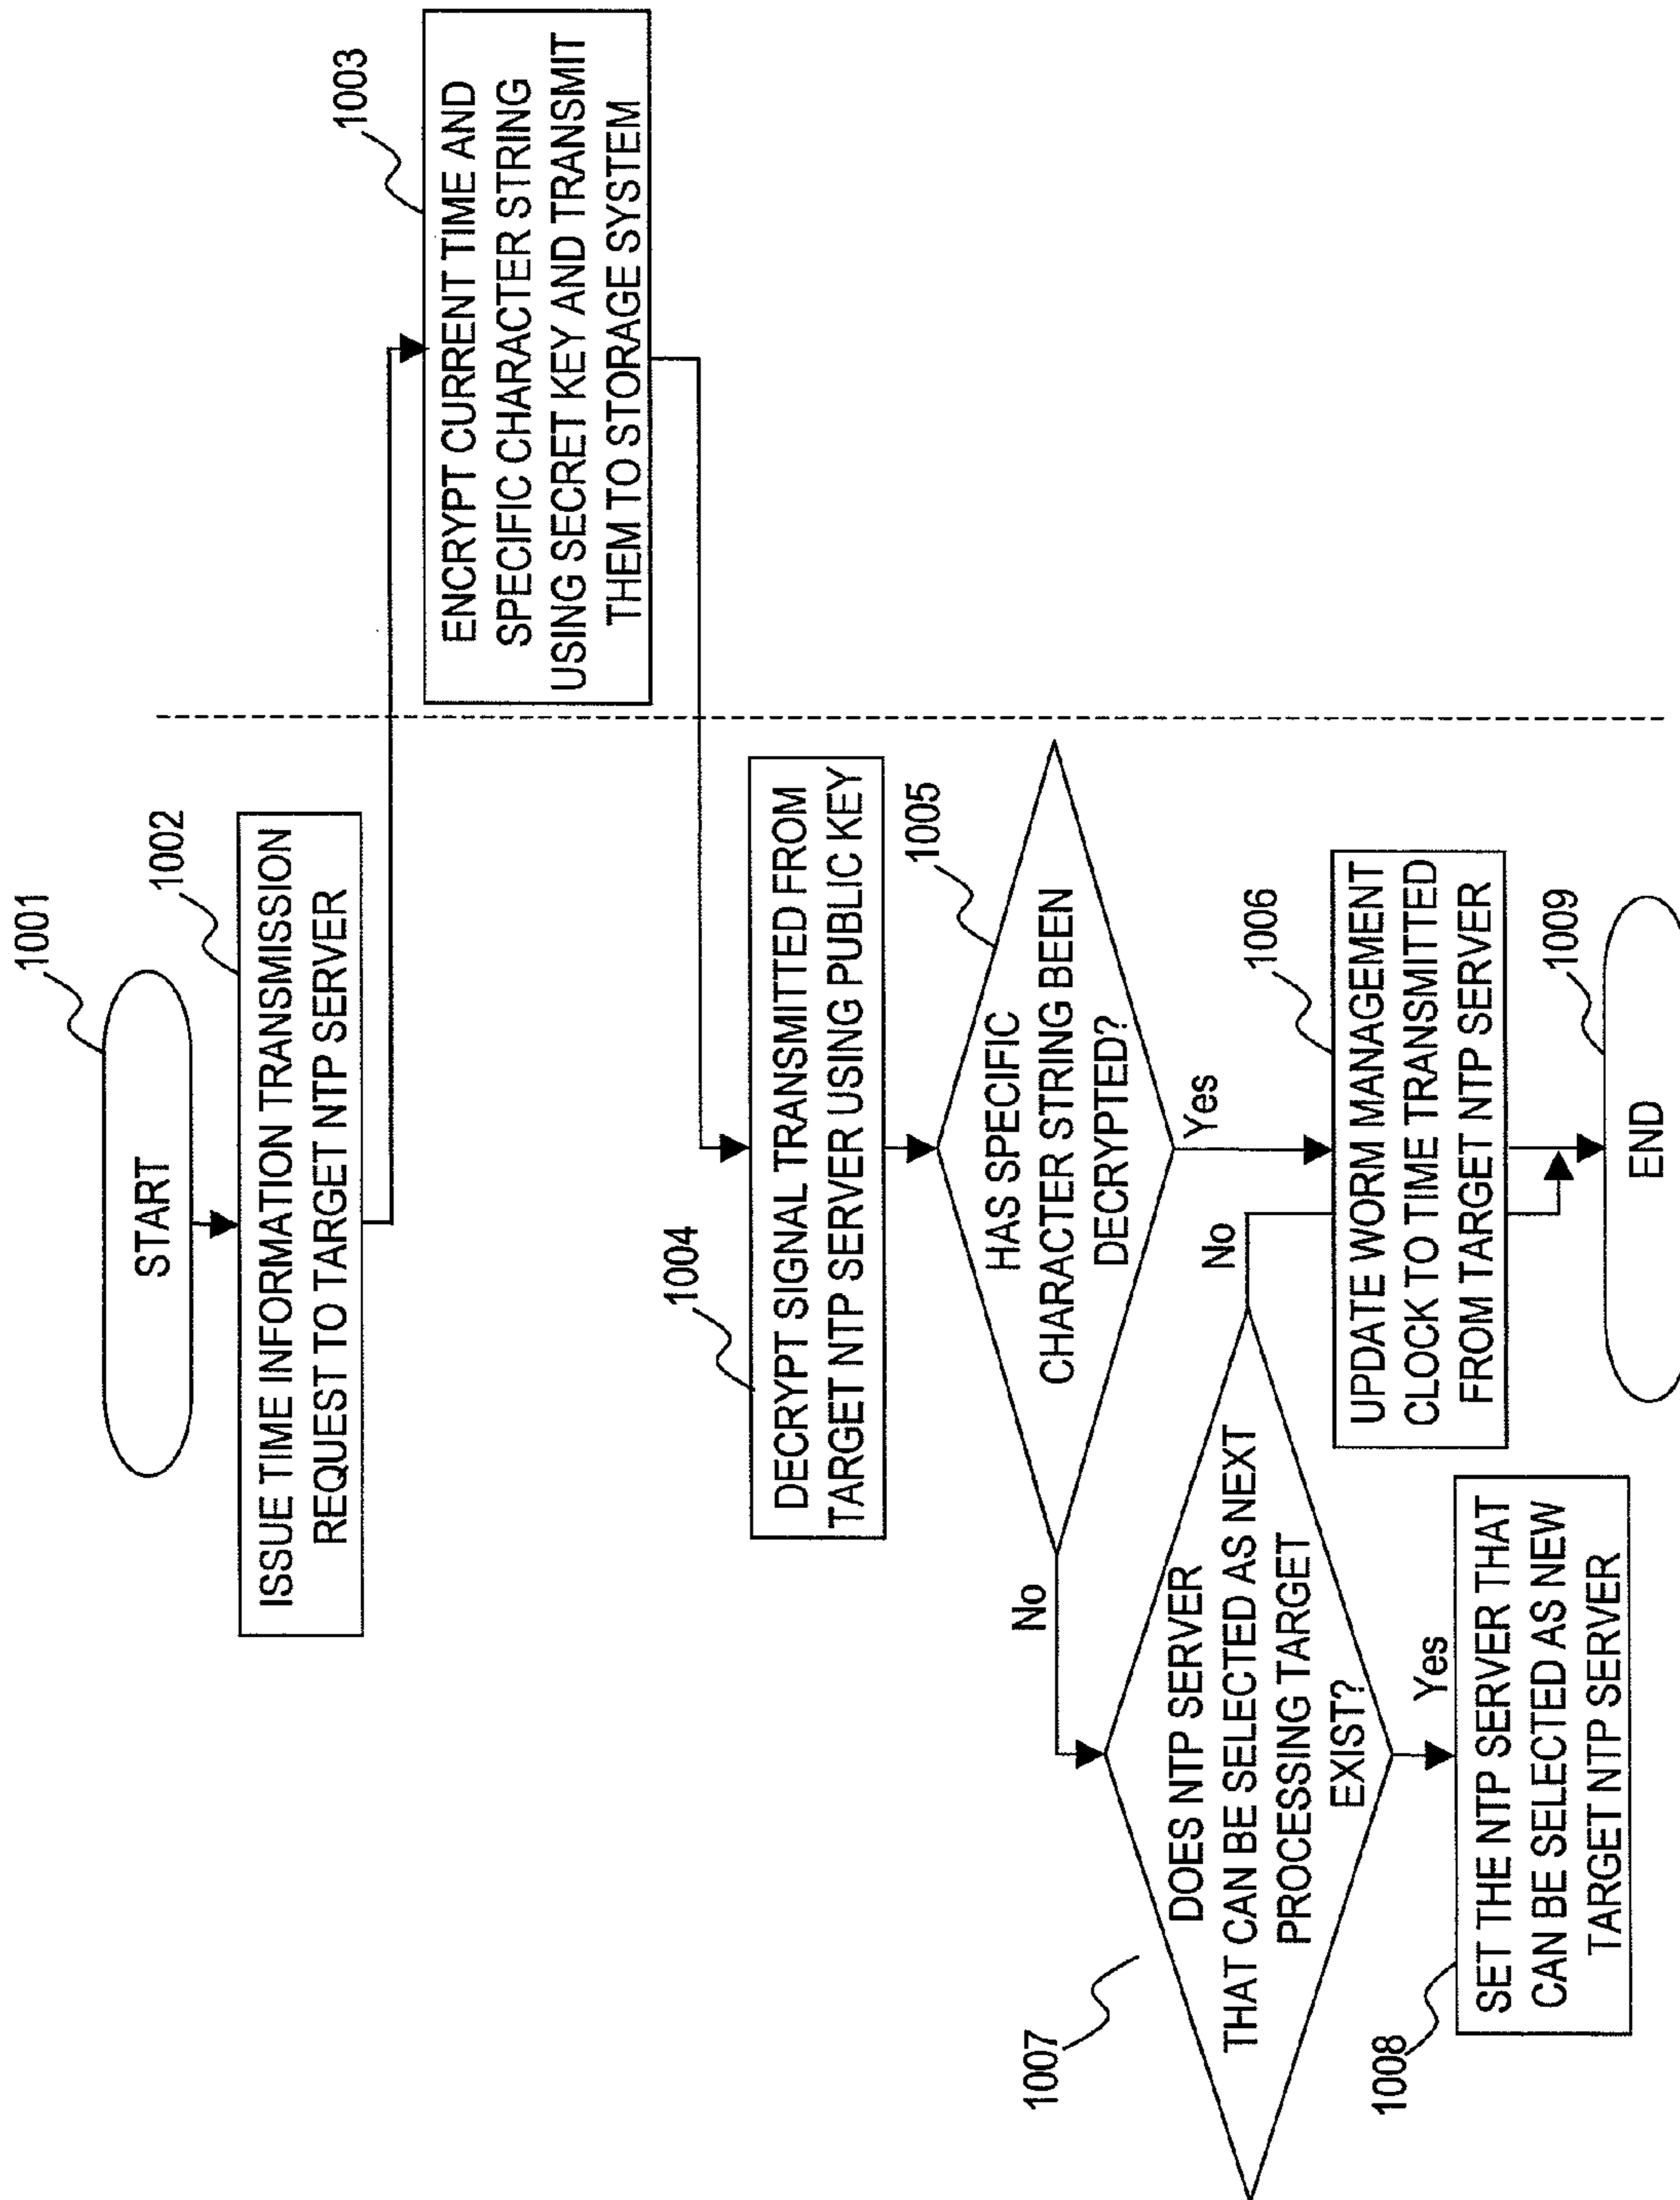 1001
START
1002
ISSUE TIME INFORMATION TRANSMISSION
REQUEST TO TARGET NTP SERVER
1003
ENCRYPT CURRENT TIME AND
SPECIFIC CHARACTER STRING
USING SECRET KEY AND TRANSMIT
THEM TO STORAGE SYSTEM
1004
DECRYPT SIGNAL TRANSMITTED FROM
TARGET NTP SERVER USING PUBLIC KEY
1005
HAS SPECIFIC
CHARACTER STRING BEEN
DECRYPTED?
No
Yes
1007
DOES NTP SERVER
THAT CAN BE SELECTED AS NEXT
PROCESSING TARGET
EXIST?
No
Yes
1006
UPDATE WORM MANAGEMENT
CLOCK TO TIME TRANSMITTED
FROM TARGET NTP SERVER
1008
SET THE NTP SERVER THAT
CAN BE SELECTED AS NEW
TARGET NTP SERVER
1009
END